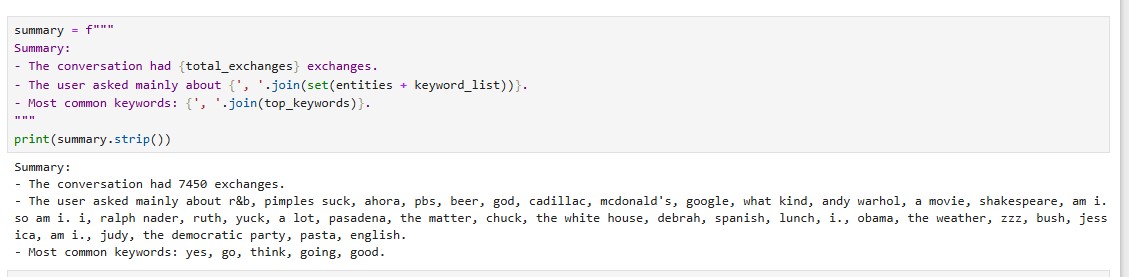 summary = f"""
Summary:
- The conversation had {total_exchanges} exchanges.
- The user asked mainly about {', '.join(set(entities + keyword_list))}.
- Most common keywords: {', '.join(top_keywords)}.
"""
print(summary.strip())
Summary:
- The conversation had 7450 exchanges.
- The user asked mainly about r&b, pimples suck, ahora, pbs, beer, god, cadillac, mcdonald's, google, what kind, andy warhol, a movie, shakespeare, am i.
so am i. i, ralph nader, ruth, yuck, a lot, pasadena, the matter, chuck, the white house, debrah, spanish, lunch, i., obama, the weather, zzz, bush, jess
ica, am i., judy, the democratic party, pasta, english.
- Most common keywords: yes, go, think, going, good.